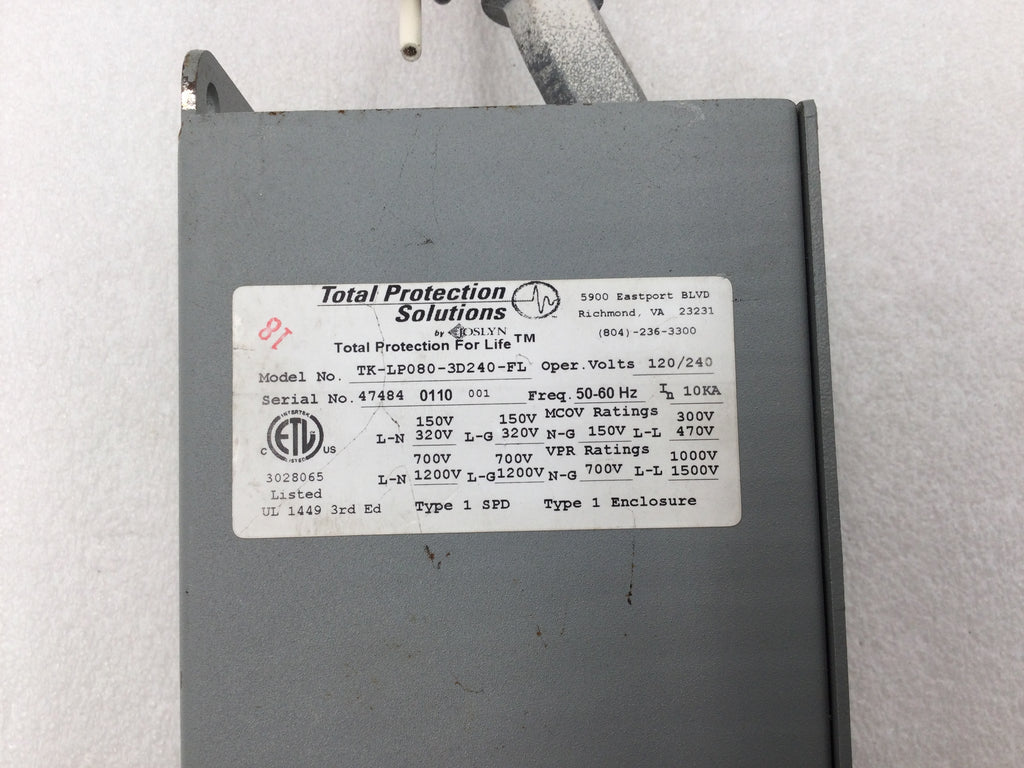 Total Protection
Solutions
by JOSLYN
Total Protection For Life™
5900 Eastport BLVD
Richmond, VA 23231
(804)-236-3300
18
Model No. TK-LP080-3D240-FL Oper.Volts 120/240
Serial No. 47484 0110 001 Freq. 50-60 Hz In 10KA
MCOV Ratings
150V 150V 300V
L-N 320V L-G 320V N-G 150V L-L 470V
VPR Ratings
700V 700V 1000V
L-N 1200V L-G 1200V N-G 700V L-L 1500V
INTERTEK
C ETL US
LISTED
3028065
Listed
UL 1449 3rd Ed Type 1 SPD Type 1 Enclosure